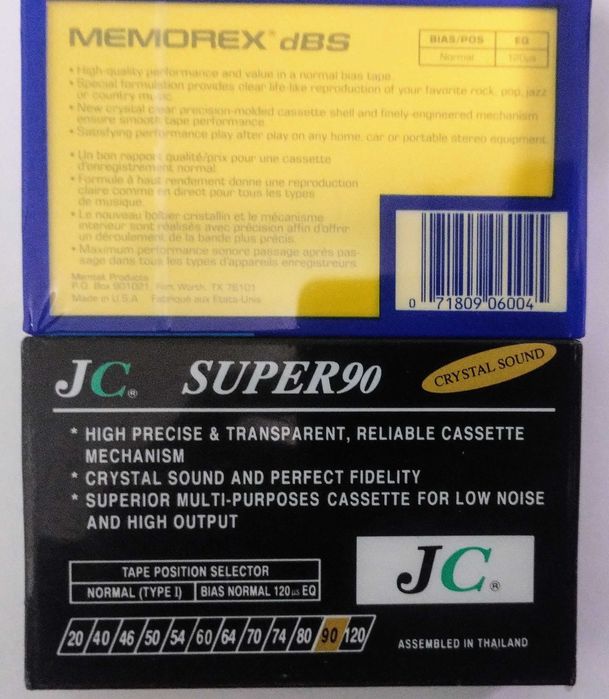 MEMOREX® dBS
BIAS/POS EQ
Normal 120µs
• High-quality performance and value in a normal bias tape.
• Special formulation provides clear life-like reproduction of your favorite rock, pop, jazz
or country music.
• New crystal clear precision-molded cassette shell and finely-engineered mechanism
ensure smooth tape performance.
• Satisfying performance play after play on any home, car or portable stereo equipment.
• Un bon rapport qualité/prix pour une cassette
d'enregistrement normal.
• Formule à haut rendement donne une reproduction
claire comme en direct pour tous les types
de musique.
• Le nouveau boîtier cristallin et le mécanisme
interieur sont réalisés avec précision affin d'offrir
un déroulement de la bande plus précis.
• Maximum performance sonore passage après pas-
sage dans tous les types d'appareils enregistreurs.
Memtek Products
P.O. Box 901021, Fort Worth, TX 76101
Made in U.S.A. Fabriqué aux Etats-Unis
0 71809 06004
JC® SUPER90 CRYSTAL SOUND
* HIGH PRECISE & TRANSPARENT, RELIABLE CASSETTE
MECHANISM
* CRYSTAL SOUND AND PERFECT FIDELITY
* SUPERIOR MULTI-PURPOSES CASSETTE FOR LOW NOISE
AND HIGH OUTPUT
TAPE POSITION SELECTOR
NORMAL (TYPE I) BIAS NORMAL 120µs EQ
JC®
20/40/46/50/54/60/64/70/74/80/90/120
ASSEMBLED IN THAILAND